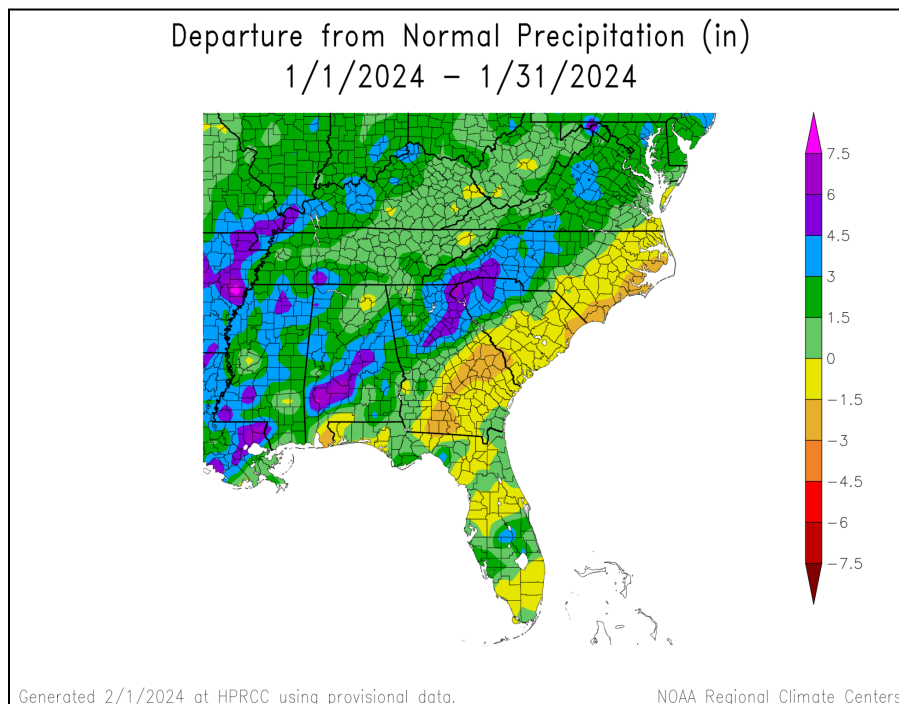 Departure from Normal Precipitation (in)
1/1/2024 – 1/31/2024
7.5
6
4.5
3
1.5
0
−1.5
−3
−4.5
−6
−7.5
Generated 2/1/2024 at HPRCC using provisional data.
NOAA Regional Climate Centers